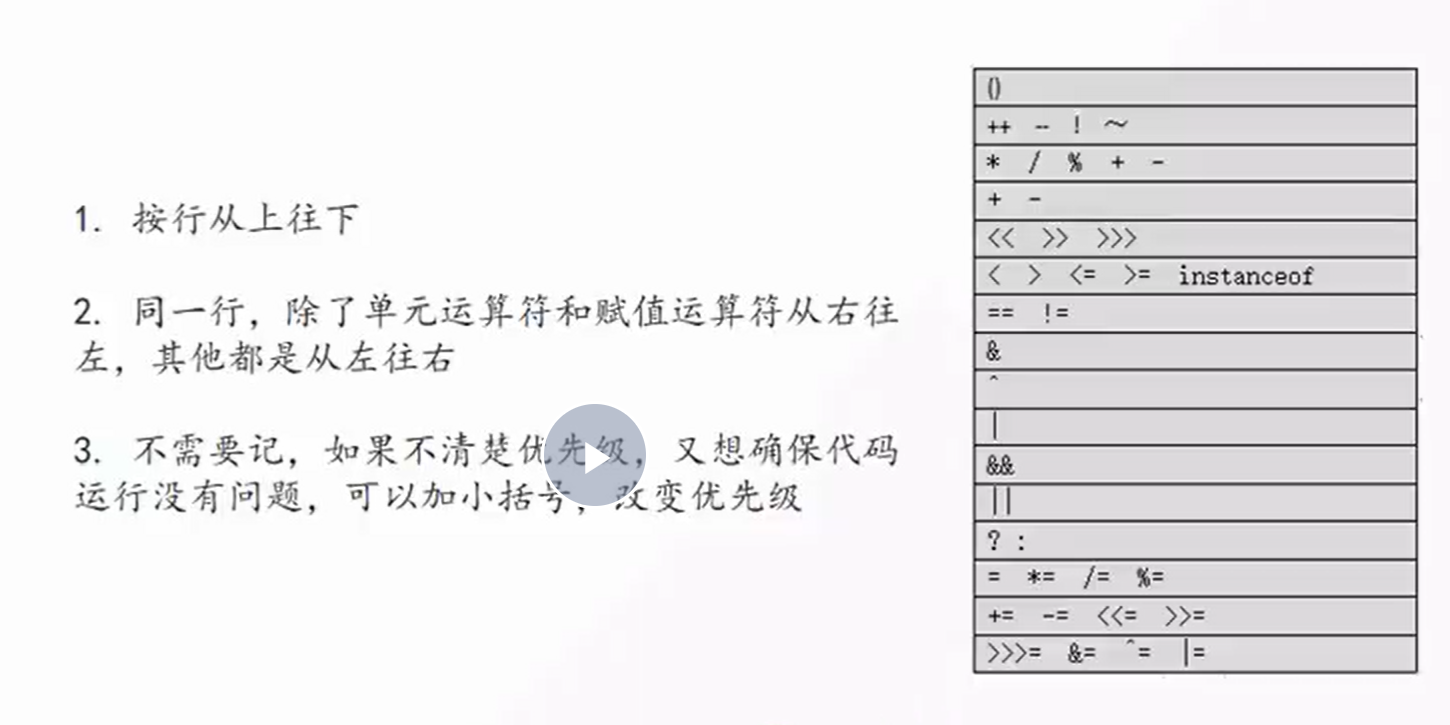 1. 按行从上往下
2. 同一行，除了单元运算符和赋值运算符从右往
左，其他都是从左往右
3. 不需要记，如果不清楚优先级，又想确保代码
运行没有问题，可以加小括号，改变优先级
()
++ -- ! ～
* / % + -
+ -
<< >> >>>
< > <= >= instanceof
== !=
&
^
|
&&
||
? :
= *= /= %=
+= -= <<= >>=
>>>= &= ^= |=